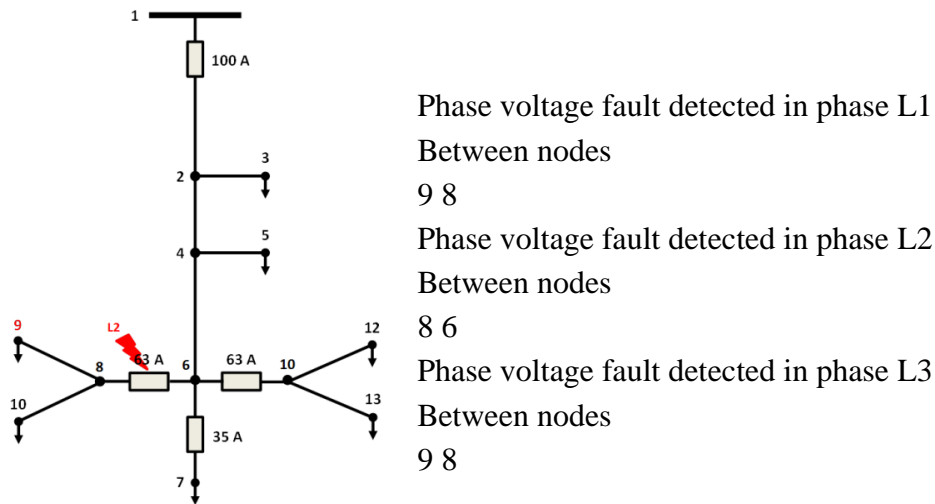 1
100 A
3
2
5
4
9
L2
63 A
6
63 A
12
8
10
10
13
35 A
7
Phase voltage fault detected in phase L1
Between nodes
9 8
Phase voltage fault detected in phase L2
Between nodes
8 6
Phase voltage fault detected in phase L3
Between nodes
9 8